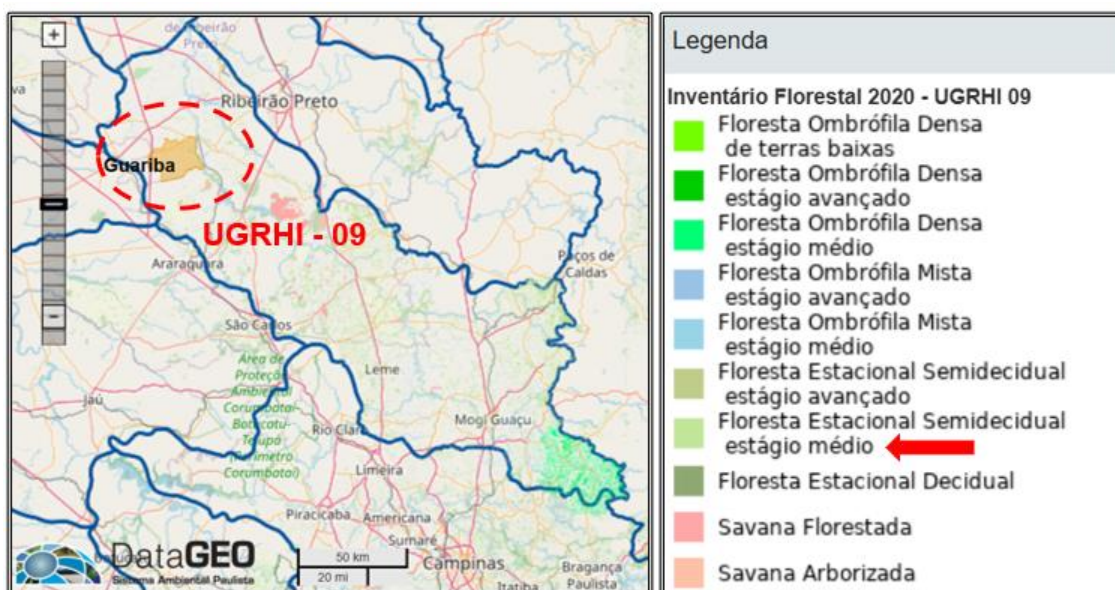 +
de Ribeirão
Preto
Ribeirão Preto
Guariba
UGRHI - 09
Araraquara
Poços de
Caldas
São Carlos
Área de
Proteção
Ambiental
Corumbataí-
Botucatu-
Tejupá
(Perímetro
Corumbataí)
Leme
Jaú
Mogi Guaçu
Rio Claro
Limeira
Piracicaba
Americana
Sumaré
Campinas
Bragança
Paulista
Itatiba
−
DataGEO
Sistema Ambiental Paulista
50 km
20 mi
Legenda
Inventário Florestal 2020 - UGRHI 09
Floresta Ombrófila Densa
de terras baixas
Floresta Ombrófila Densa
estágio avançado
Floresta Ombrófila Densa
estágio médio
Floresta Ombrófila Mista
estágio avançado
Floresta Ombrófila Mista
estágio médio
Floresta Estacional Semidecidual
estágio avançado
Floresta Estacional Semidecidual
estágio médio
Floresta Estacional Decidual
Savana Florestada
Savana Arborizada